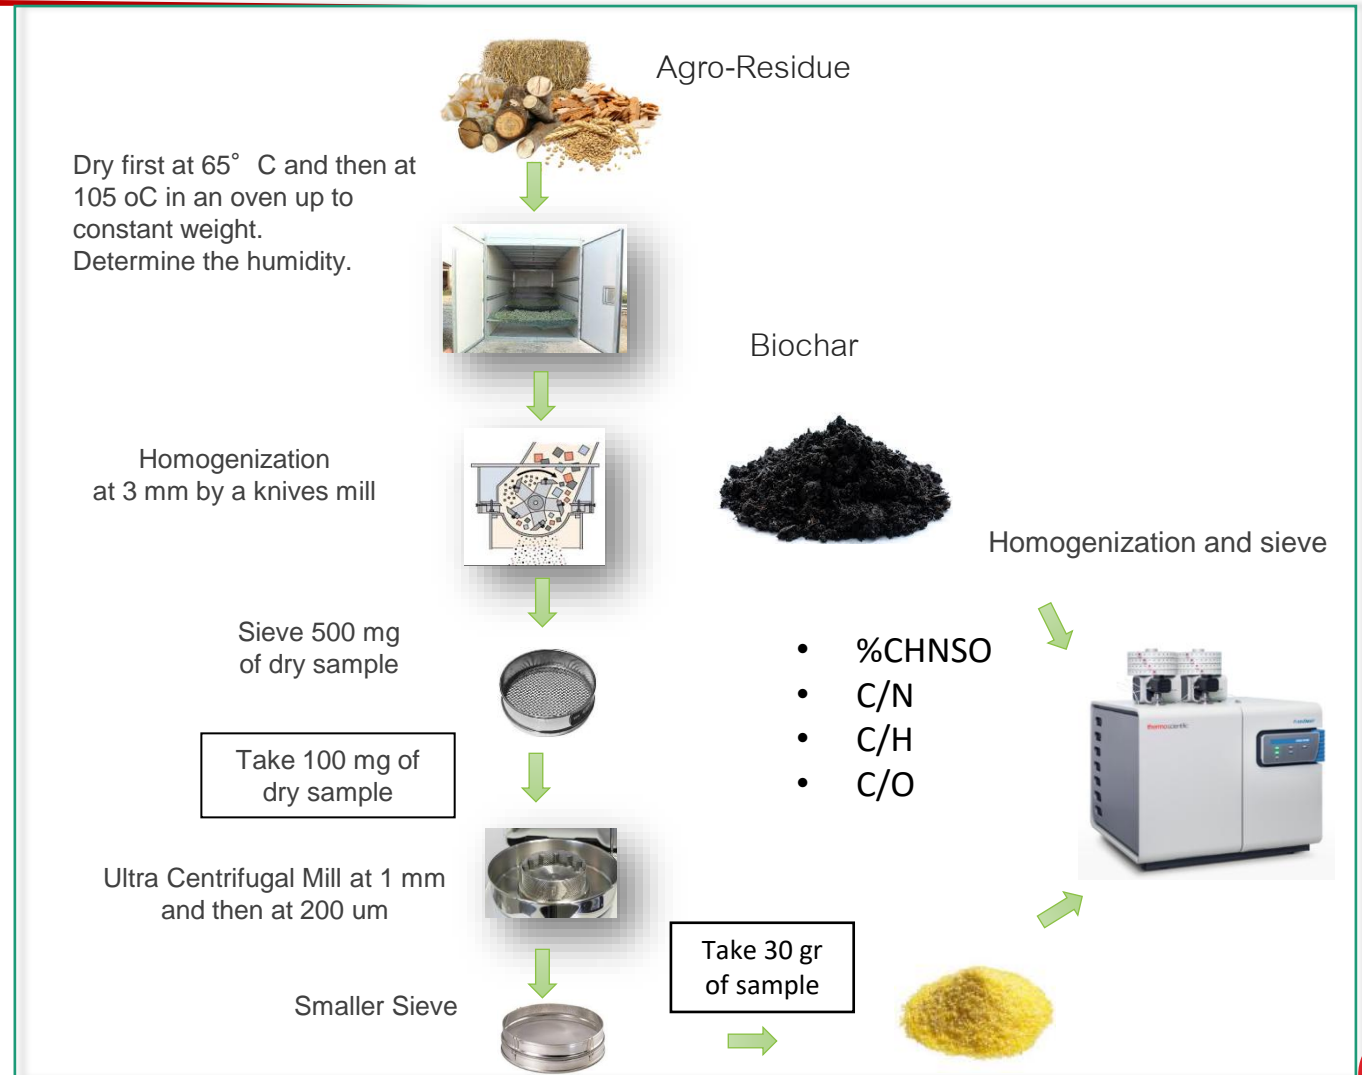 Agro-Residue
Dry first at 65° C and then at
105 oC in an oven up to
constant weight.
Determine the humidity.
Biochar
Homogenization
at 3 mm by a knives mill
Homogenization and sieve
Sieve 500 mg
of dry sample
• %CHNSO
• C/N
• C/H
• C/O
thermo scientific
Take 100 mg of
dry sample
Ultra Centrifugal Mill at 1 mm
and then at 200 um
Take 30 gr
of sample
Smaller Sieve